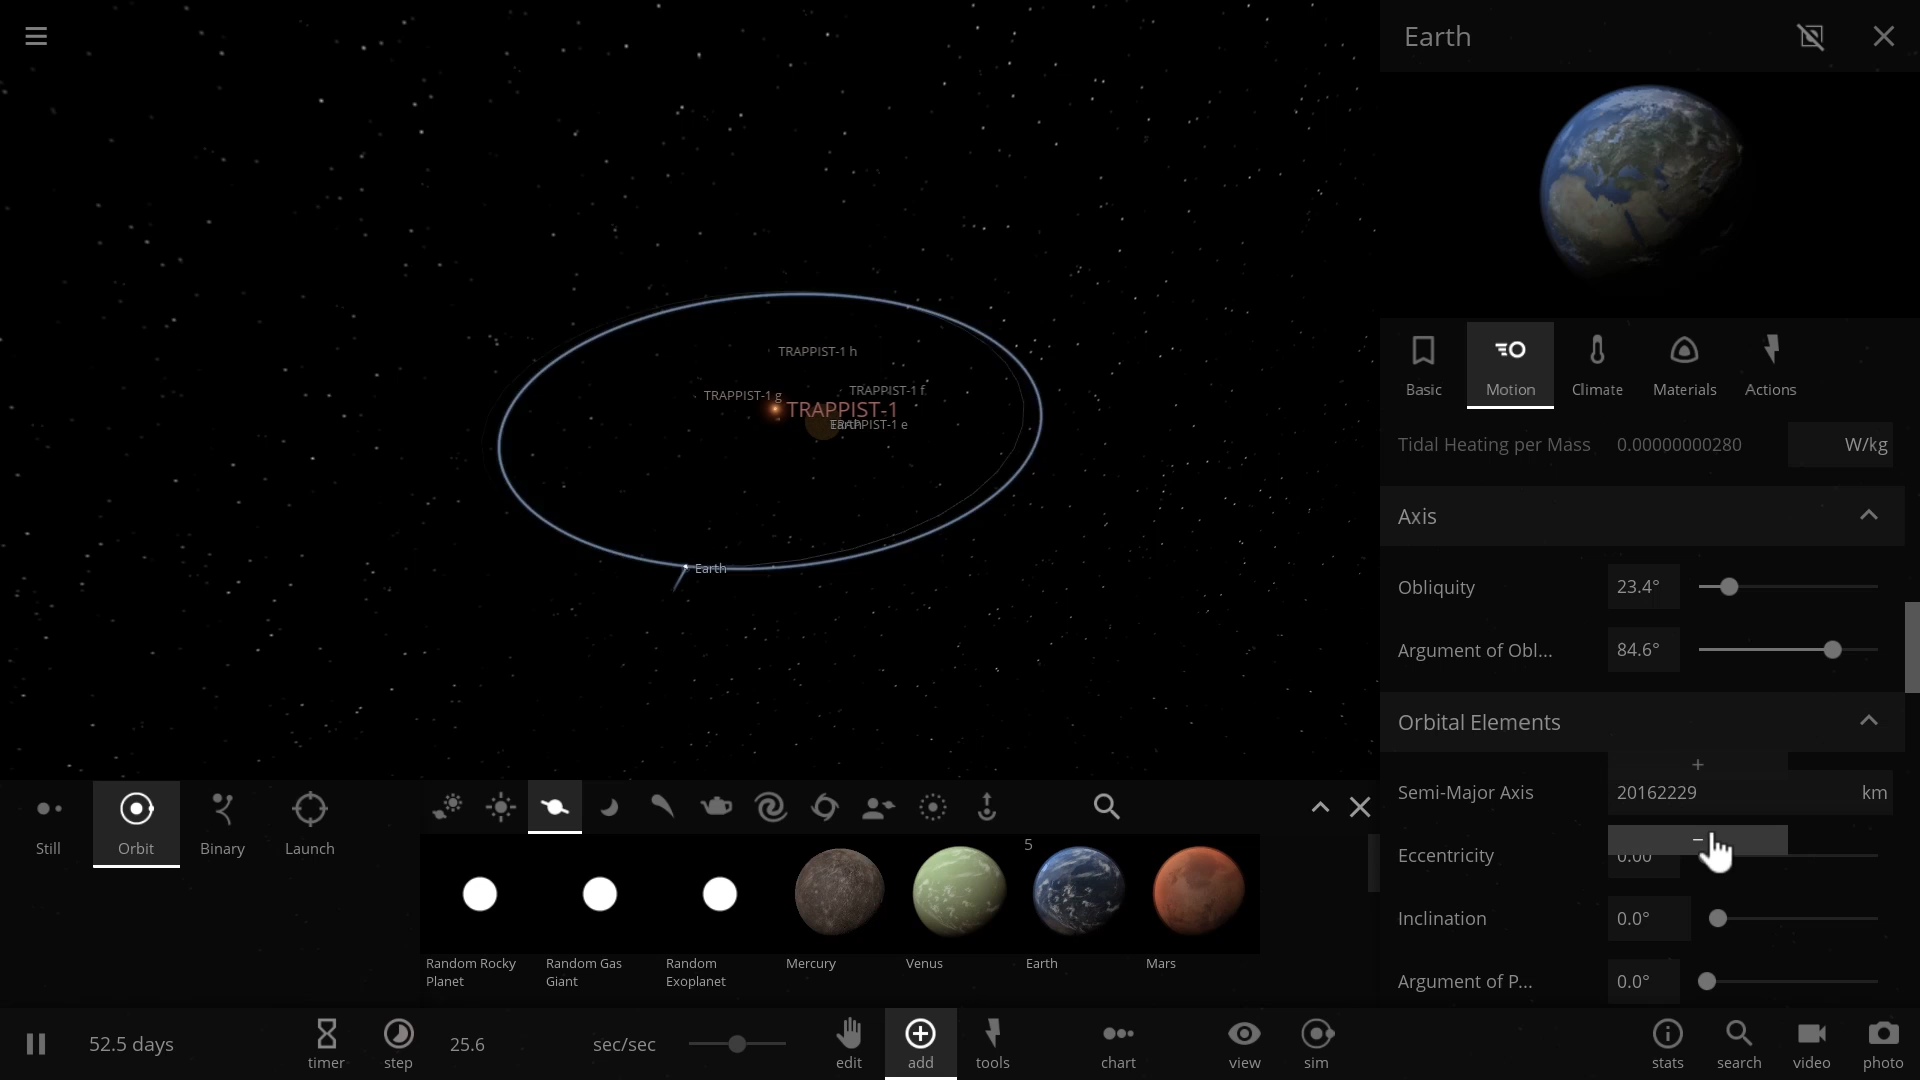 Earth
TRAPPIST-1 h
TRAPPIST-1 g
TRAPPIST-1 f
TRAPPIST-1
TRAPPIST-1 e
Earth
Basic
Motion
Climate
Materials
Actions
Tidal Heating per Mass 0.00000000280 W/kg
Axis
Obliquity 23.4°
Argument of Obl... 84.6°
Orbital Elements
+
Semi-Major Axis 20162229 km
−
Eccentricity 0.00
Inclination 0.0°
Argument of P... 0.0°
Still
Orbit
Binary
Launch
5
Random Rocky
Planet
Random Gas
Giant
Random
Exoplanet
Mercury
Venus
Earth
Mars
52.5 days
timer
step
25.6 sec/sec
edit
add
tools
chart
view
sim
stats
search
video
photo